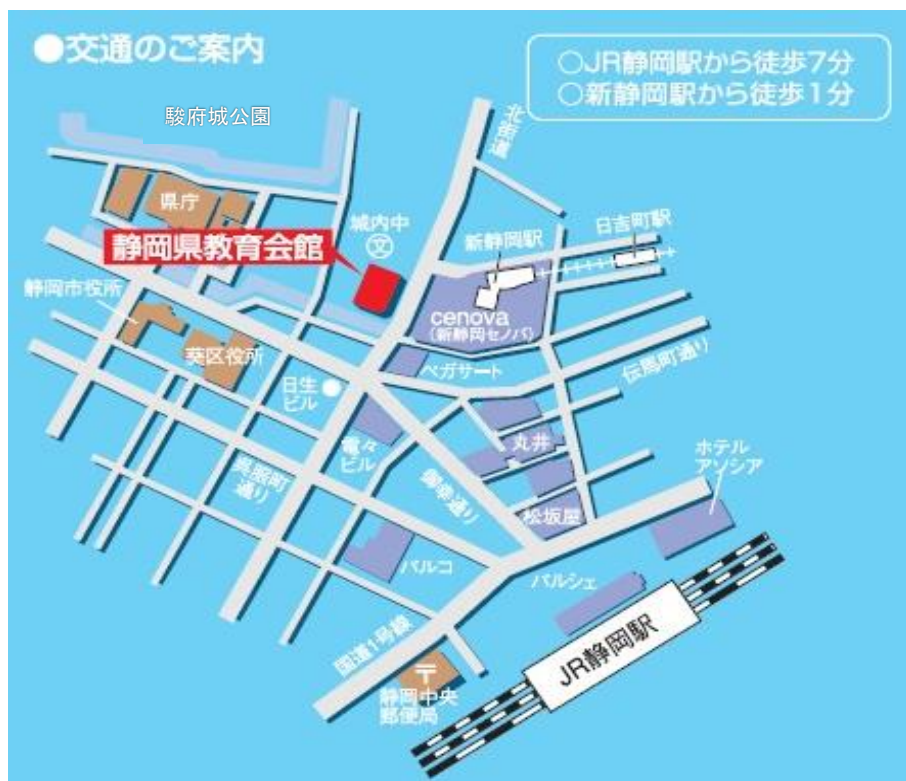 ●交通のご案内
○JR静岡駅から徒歩7分
○新静岡駅から徒歩1分
駿府城公園
北街道
県庁
城内中
文
新静岡駅
日吉町駅
静岡県教育会館
静岡市役所
cenova
(新静岡セノバ)
葵区役所
ペガサート
伝馬町通り
日生
ビル
電々
ビル
丸井
ホテル
アソシア
呉服町
通り
御幸通り
松坂屋
パルコ
パルシェ
国道1号線
JR静岡駅
〒
静岡中央
郵便局